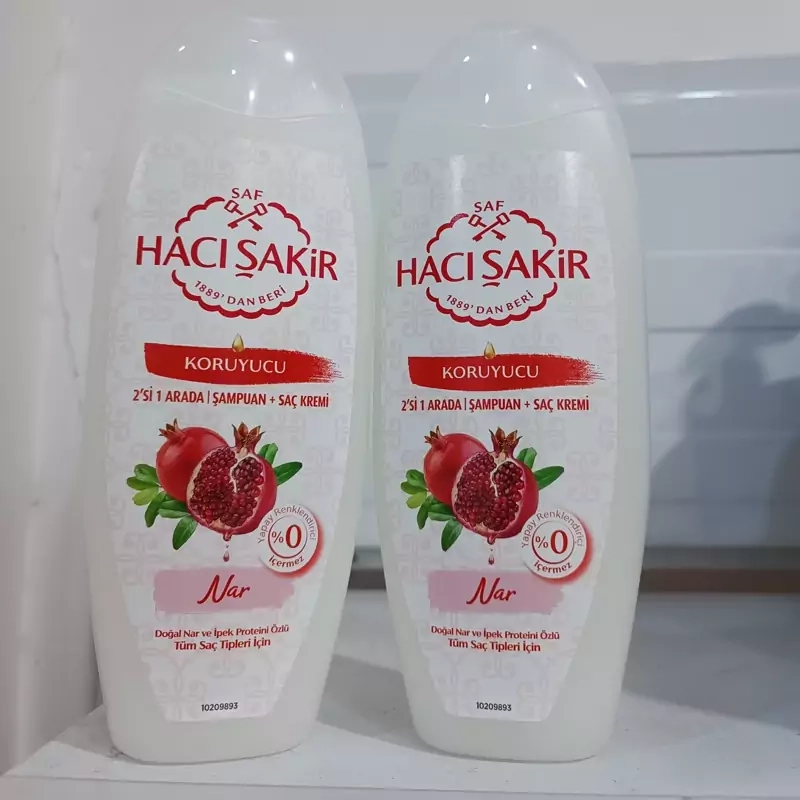 SAF
HACI ŞAKİR
1889'DAN BERİ
KORUYUCU
2'Sİ 1 ARADA | ŞAMPUAN + SAÇ KREMİ
Yapay Renklendirici
%0
içermez
Nar
Doğal Nar ve İpek Proteini Özlü
Tüm Saç Tipleri İçin
10209893
SAF
HACI ŞAKİR
1889'DAN BERİ
KORUYUCU
2'Sİ 1 ARADA | ŞAMPUAN + SAÇ KREMİ
Yapay Renklendirici
%0
içermez
Nar
Doğal Nar ve İpek Proteini Özlü
Tüm Saç Tipleri İçin
10209893